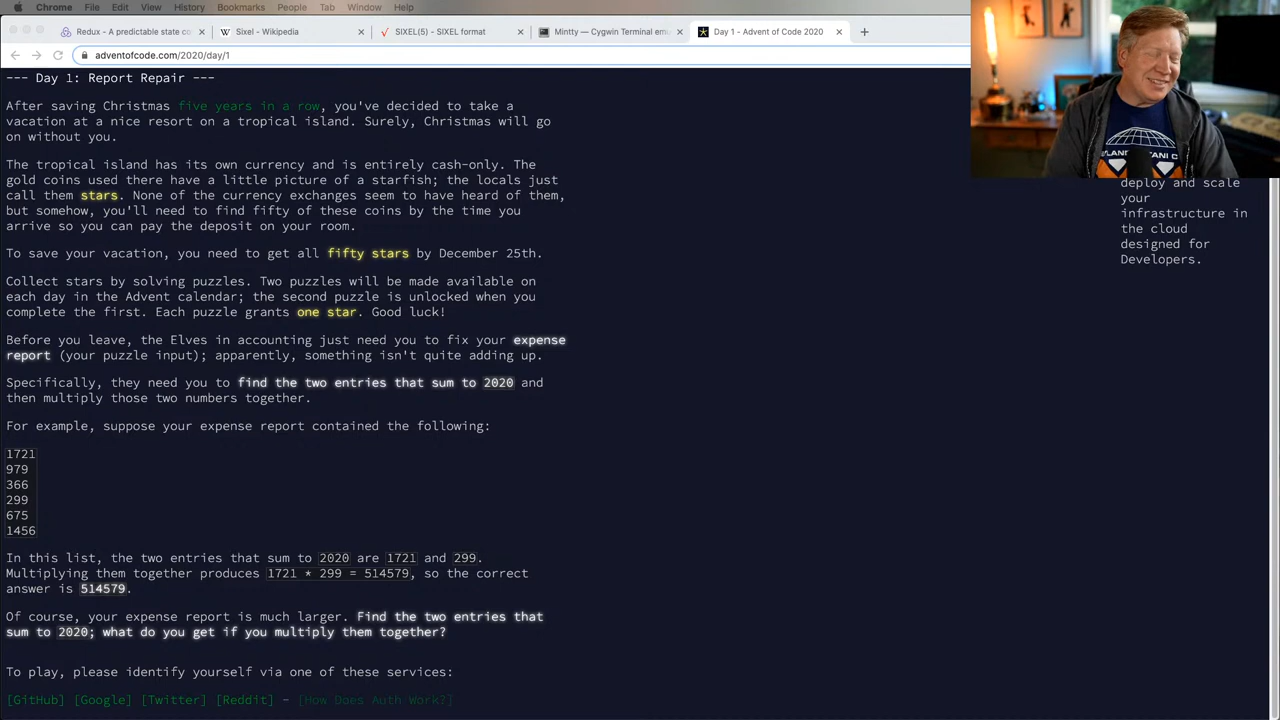 Chrome File Edit View History Bookmarks People Tab Window Help
Redux - A predictable state co
Sixel - Wikipedia
SIXEL(5) - SIXEL format
Mintty — Cygwin Terminal em
Day 1 - Advent of Code 2020
adventofcode.com/2020/day/1
--- Day 1: Report Repair ---
After saving Christmas five years in a row, you've decided to take a
vacation at a nice resort on a tropical island. Surely, Christmas will go
on without you.
The tropical island has its own currency and is entirely cash-only. The
gold coins used there have a little picture of a starfish; the locals just
call them stars. None of the currency exchanges seem to have heard of them,
but somehow, you'll need to find fifty of these coins by the time you
arrive so you can pay the deposit on your room.
To save your vacation, you need to get all fifty stars by December 25th.
Collect stars by solving puzzles. Two puzzles will be made available on
each day in the Advent calendar; the second puzzle is unlocked when you
complete the first. Each puzzle grants one star. Good luck!
Before you leave, the Elves in accounting just need you to fix your expense
report (your puzzle input); apparently, something isn't quite adding up.
Specifically, they need you to find the two entries that sum to 2020 and
then multiply those two numbers together.
For example, suppose your expense report contained the following:
1721
979
366
299
675
1456
In this list, the two entries that sum to 2020 are 1721 and 299.
Multiplying them together produces 1721 * 299 = 514579, so the correct
answer is 514579.
Of course, your expense report is much larger. Find the two entries that
sum to 2020; what do you get if you multiply them together?
To play, please identify yourself via one of these services:
[GitHub] [Google] [Twitter] [Reddit] - [How Does Auth Work?]
deploy and scale
your
infrastructure in
the cloud
designed for
Developers.